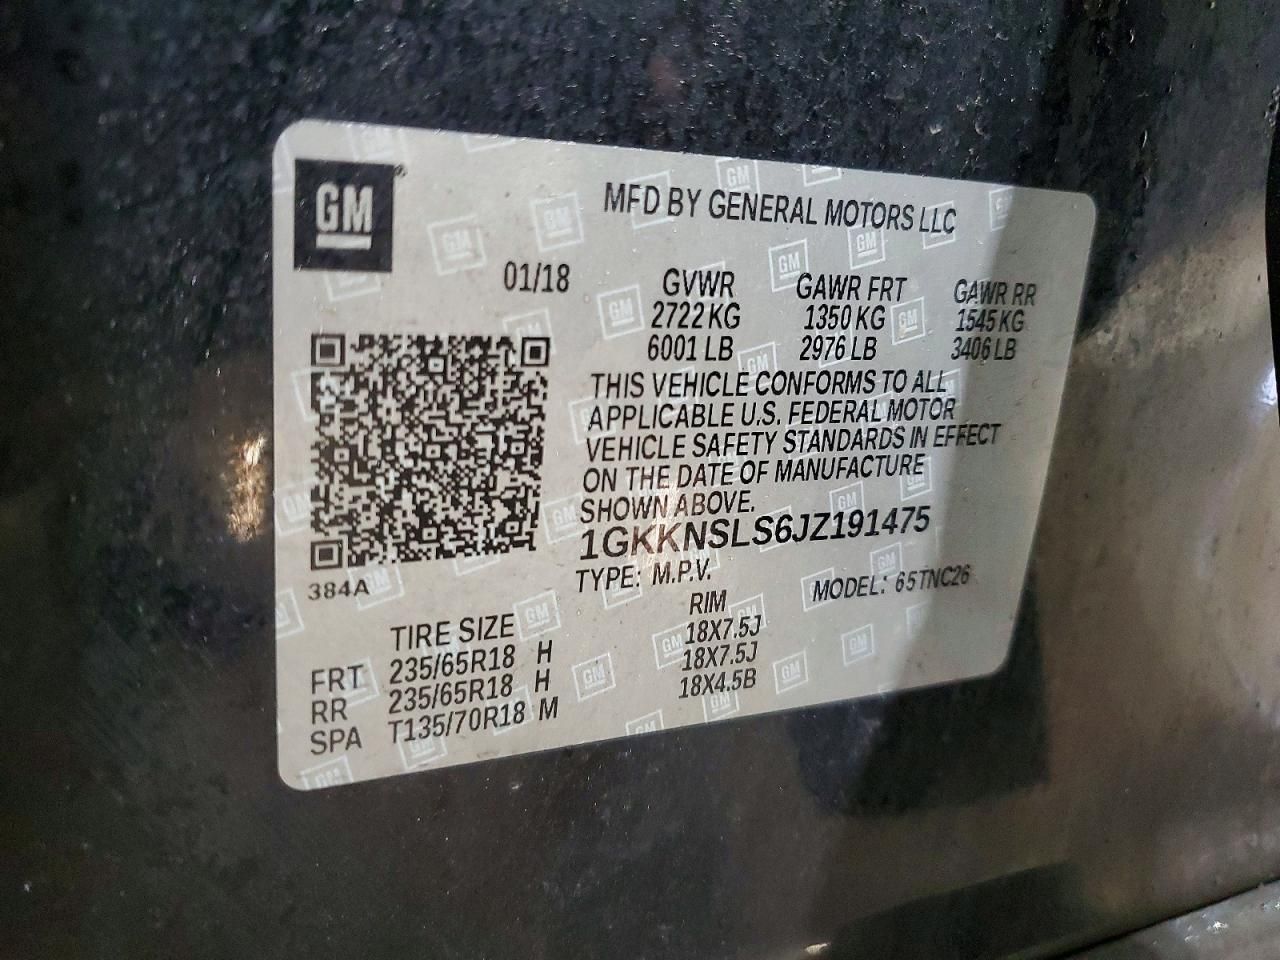 GM
MFD BY GENERAL MOTORS LLC
01/18
GVWR GAWR FRT GAWR RR
2722 KG 1350 KG 1545 KG
6001 LB 2976 LB 3406 LB
THIS VEHICLE CONFORMS TO ALL
APPLICABLE U.S. FEDERAL MOTOR
VEHICLE SAFETY STANDARDS IN EFFECT
ON THE DATE OF MANUFACTURE
SHOWN ABOVE.
1GKKNSLS6JZ191475
384A
TYPE: M.P.V. MODEL: 65TNC26
TIRE SIZE RIM
FRT 235/65R18 H 18X7.5J
RR 235/65R18 H 18X7.5J
SPA T135/70R18 M 18X4.5B